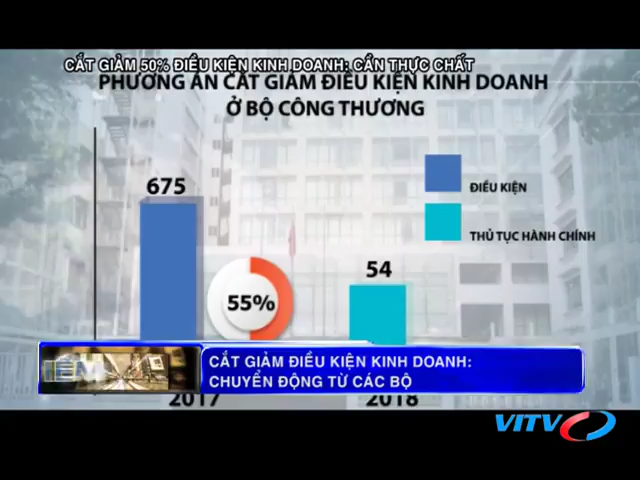 CẮT GIẢM 50% ĐIỀU KIỆN KINH DOANH: CẦN THỰC CHẤT
PHƯƠNG ÁN CẮT GIẢM ĐIỀU KIỆN KINH DOANH
Ở BỘ CÔNG THƯƠNG
675
ĐIỀU KIỆN
THỦ TỤC HÀNH CHÍNH
54
55%
CẮT GIẢM ĐIỀU KIỆN KINH DOANH:
CHUYỂN ĐỘNG TỪ CÁC BỘ
2017
2018
VITV